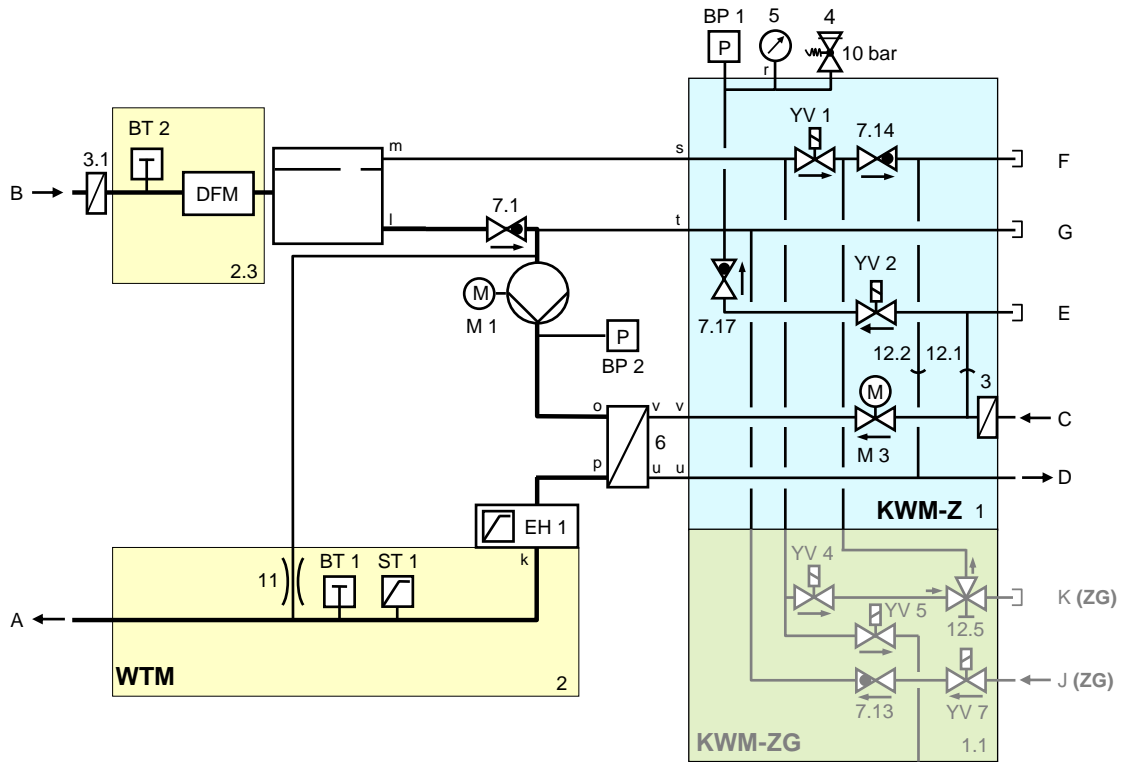 BP 1
5
4
P
10 bar
r
BT 2
YV 1
7.14
3.1
m
s
F
B
DFM
l
7.1
t
G
2.3
YV 2
M
M 1
7.17
E
P
BP 2
12.2
12.1
3
M
o
v
v
C
6
M 3
p
u
u
D
KWM-Z 1
EH 1
k
YV 4
11
BT 1
ST 1
K (ZG)
A
YV 5
12.5
WTM
2
J (ZG)
7.13
YV 7
KWM-ZG
1.1